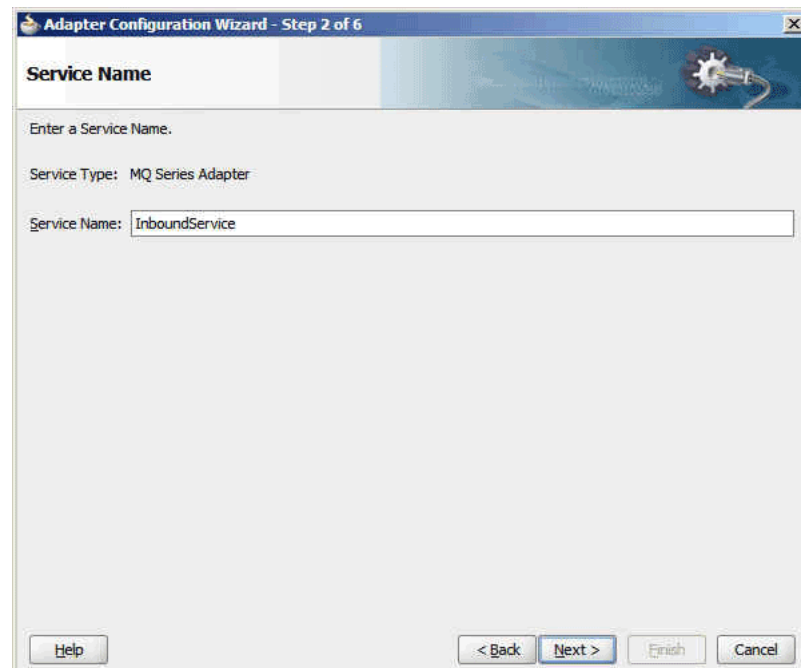 Adapter Configuration Wizard - Step 2 of 6
Service Name
Enter a Service Name.
Service Type: MQ Series Adapter
Service Name: InboundService
Help < Back Next > Finish Cancel